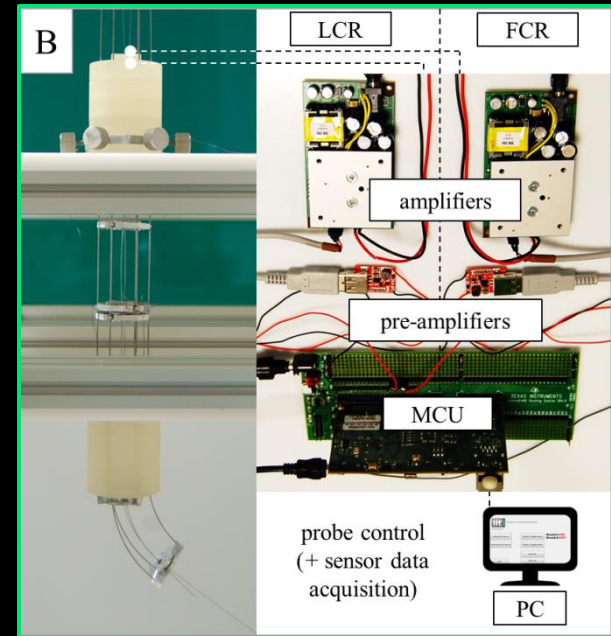 B
LCR
FCR
amplifiers
pre-amplifiers
TEXAS INSTRUMENTS
MCU
probe control
(+ sensor data
acquisition)
PC